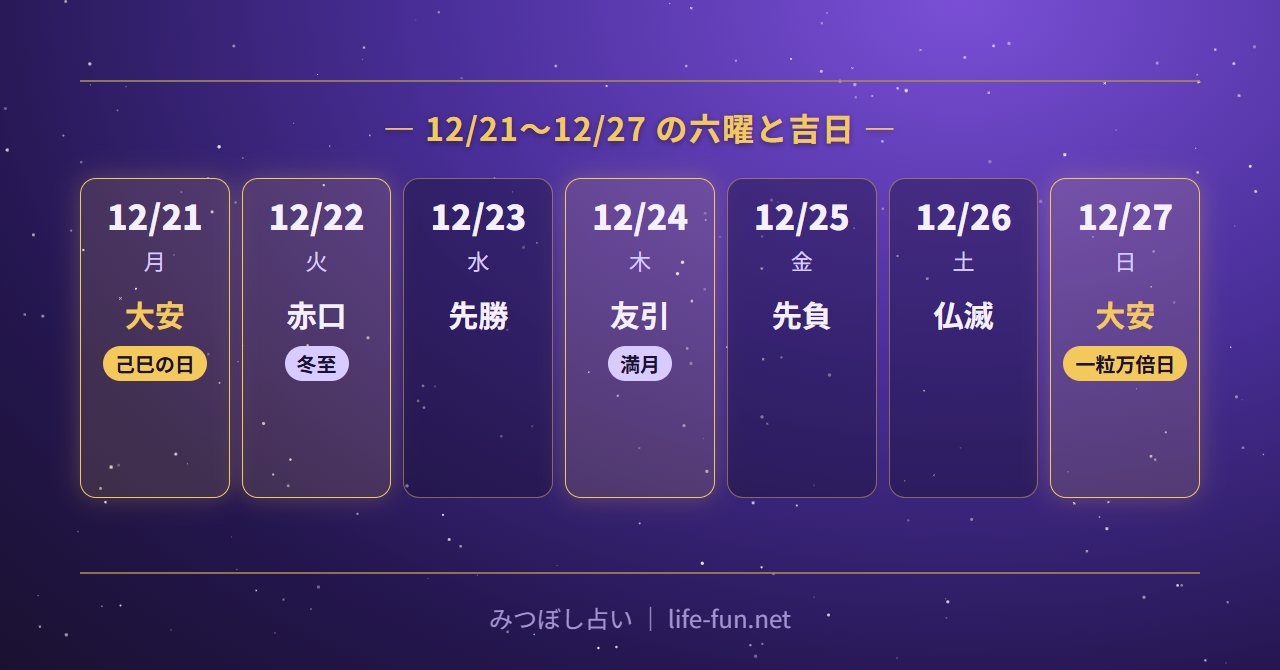 — 12/21〜12/27 の六曜と吉日 —
12/21
月
大安
己巳の日
12/22
火
赤口
冬至
12/23
水
先勝
12/24
木
友引
満月
12/25
金
先負
12/26
土
仏滅
12/27
日
大安
一粒万倍日
みつぼし占い｜life-fun.net